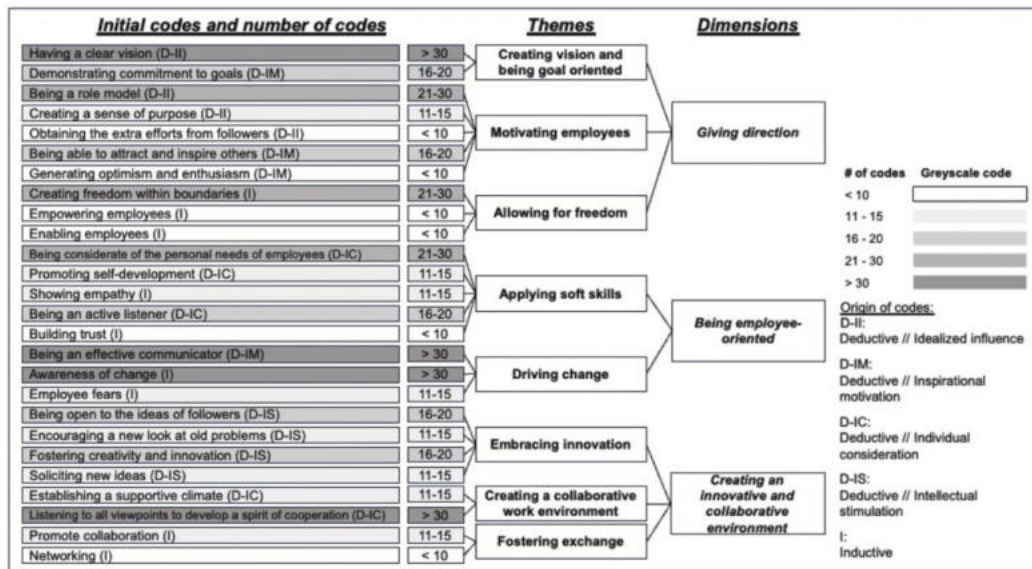 Initial codes and number of codes
Themes
Dimensions
Having a clear vision (D-II) > 30
Demonstrating commitment to goals (D-IM) 16-20
Being a role model (D-II) 21-30
Creating a sense of purpose (D-II) 11-15
Obtaining the extra efforts from followers (D-II) < 10
Being able to attract and inspire others (D-IM) 16-20
Generating optimism and enthusiasm (D-IM) < 10
Creating freedom within boundaries (I) 21-30
Empowering employees (I) < 10
Enabling employees (I) < 10
Being considerate of the personal needs of employees (D-IC) 21-30
Promoting self-development (D-IC) 11-15
Showing empathy (I) 11-15
Being an active listener (D-IC) 16-20
Building trust (I) < 10
Being an effective communicator (D-IM) > 30
Awareness of change (I) > 30
Employee fears (I) 11-15
Being open to the ideas of followers (D-IS) 16-20
Encouraging a new look at old problems (D-IS) 11-15
Fostering creativity and innovation (D-IS) 16-20
Soliciting new ideas (D-IS) 11-15
Establishing a supportive climate (D-IC) 11-15
Listening to all viewpoints to develop a spirit of cooperation (D-IC) > 30
Promote collaboration (I) 11-15
Networking (I) < 10
Creating vision and
being goal oriented
Motivating employees
Allowing for freedom
Applying soft skills
Driving change
Embracing innovation
Creating a collaborative
work environment
Fostering exchange
Giving direction
Being employee-
oriented
Creating an
innovative and
collaborative
environment
# of codes Greyscale code
< 10
11 - 15
16 - 20
21 - 30
> 30
Origin of codes:
D-II:
Deductive // Idealized influence
D-IM:
Deductive // Inspirational
motivation
D-IC:
Deductive // Individual
consideration
D-IS:
Deductive // Intellectual
stimulation
I:
Inductive